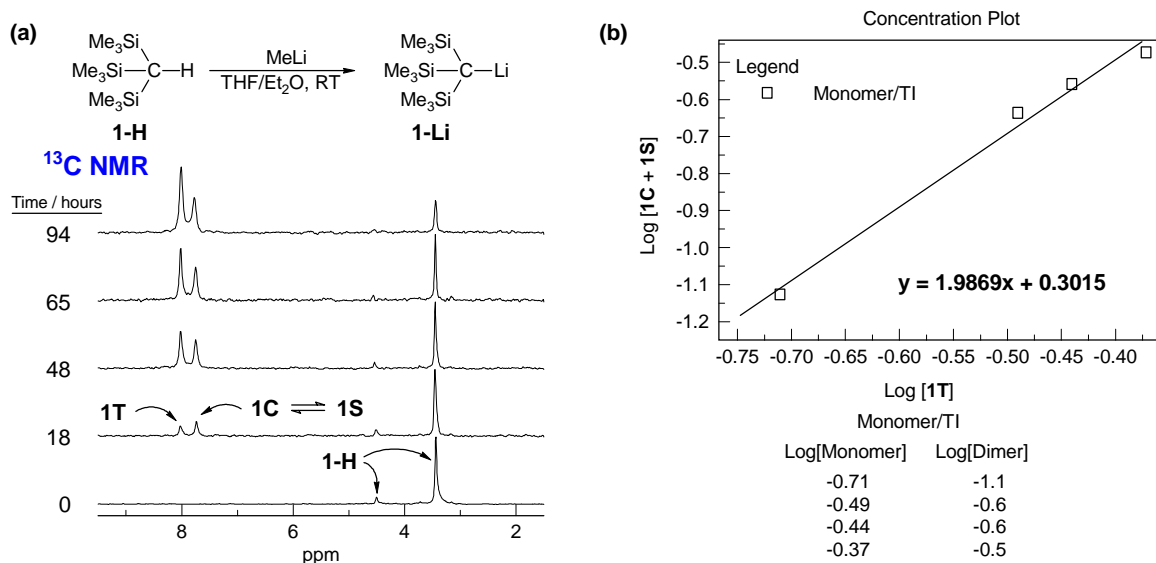 (a)
Me3Si
Me3Si C H
Me3Si
1-H
MeLi
THF/Et2O, RT
Me3Si
Me3Si C Li
Me3Si
1-Li
13C NMR
Time / hours
94
65
48
18
0
1T
1C ⇌ 1S
1-H
8 6 4 2
ppm
(b)
Concentration Plot
Legend
□ Monomer/TI
Log [1C + 1S]
-0.5
-0.6
-0.7
-0.8
-0.9
-1.0
-1.1
-1.2
y = 1.9869x + 0.3015
-0.75 -0.70 -0.65 -0.60 -0.55 -0.50 -0.45 -0.40
Log [1T]
Monomer/TI
Log[Monomer] Log[Dimer]
-0.71 -1.1
-0.49 -0.6
-0.44 -0.6
-0.37 -0.5